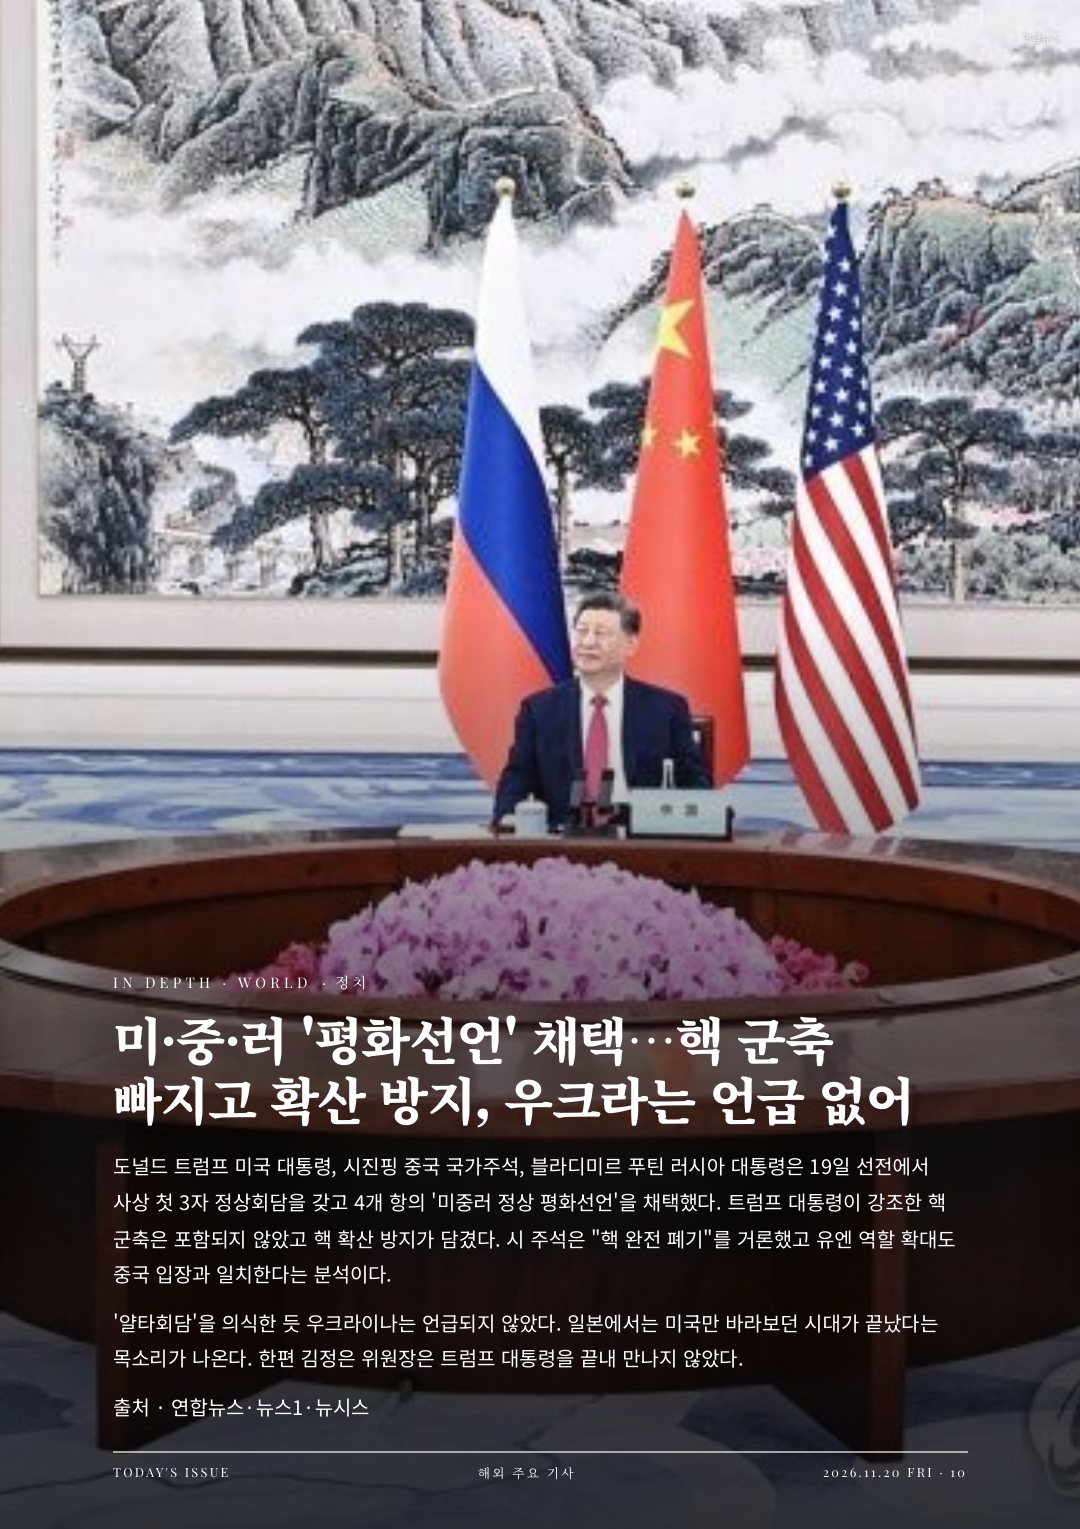 연합뉴스
IN DEPTH · WORLD · 정치
미·중·러 '평화선언' 채택…핵 군축
빠지고 확산 방지, 우크라는 언급 없어
도널드 트럼프 미국 대통령, 시진핑 중국 국가주석, 블라디미르 푸틴 러시아 대통령은 19일 선전에서
사상 첫 3자 정상회담을 갖고 4개 항의 '미중러 정상 평화선언'을 채택했다. 트럼프 대통령이 강조한 핵
군축은 포함되지 않았고 핵 확산 방지가 담겼다. 시 주석은 "핵 완전 폐기"를 거론했고 유엔 역할 확대도
중국 입장과 일치한다는 분석이다.
'얄타회담'을 의식한 듯 우크라이나는 언급되지 않았다. 일본에서는 미국만 바라보던 시대가 끝났다는
목소리가 나온다. 한편 김정은 위원장은 트럼프 대통령을 끝내 만나지 않았다.
출처 · 연합뉴스·뉴스1·뉴시스
TODAY'S ISSUE
해외 주요 기사
2026.11.20 FRI · 10